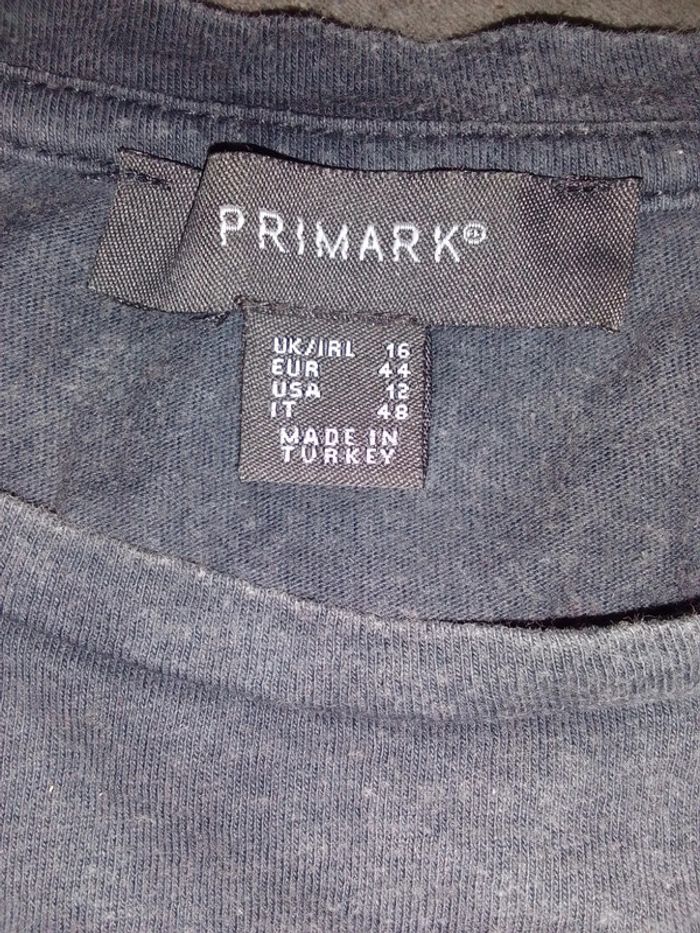 PRIMARK®
UK/IRL 16
EUR 44
USA 12
IT 48
MADE IN
TURKEY